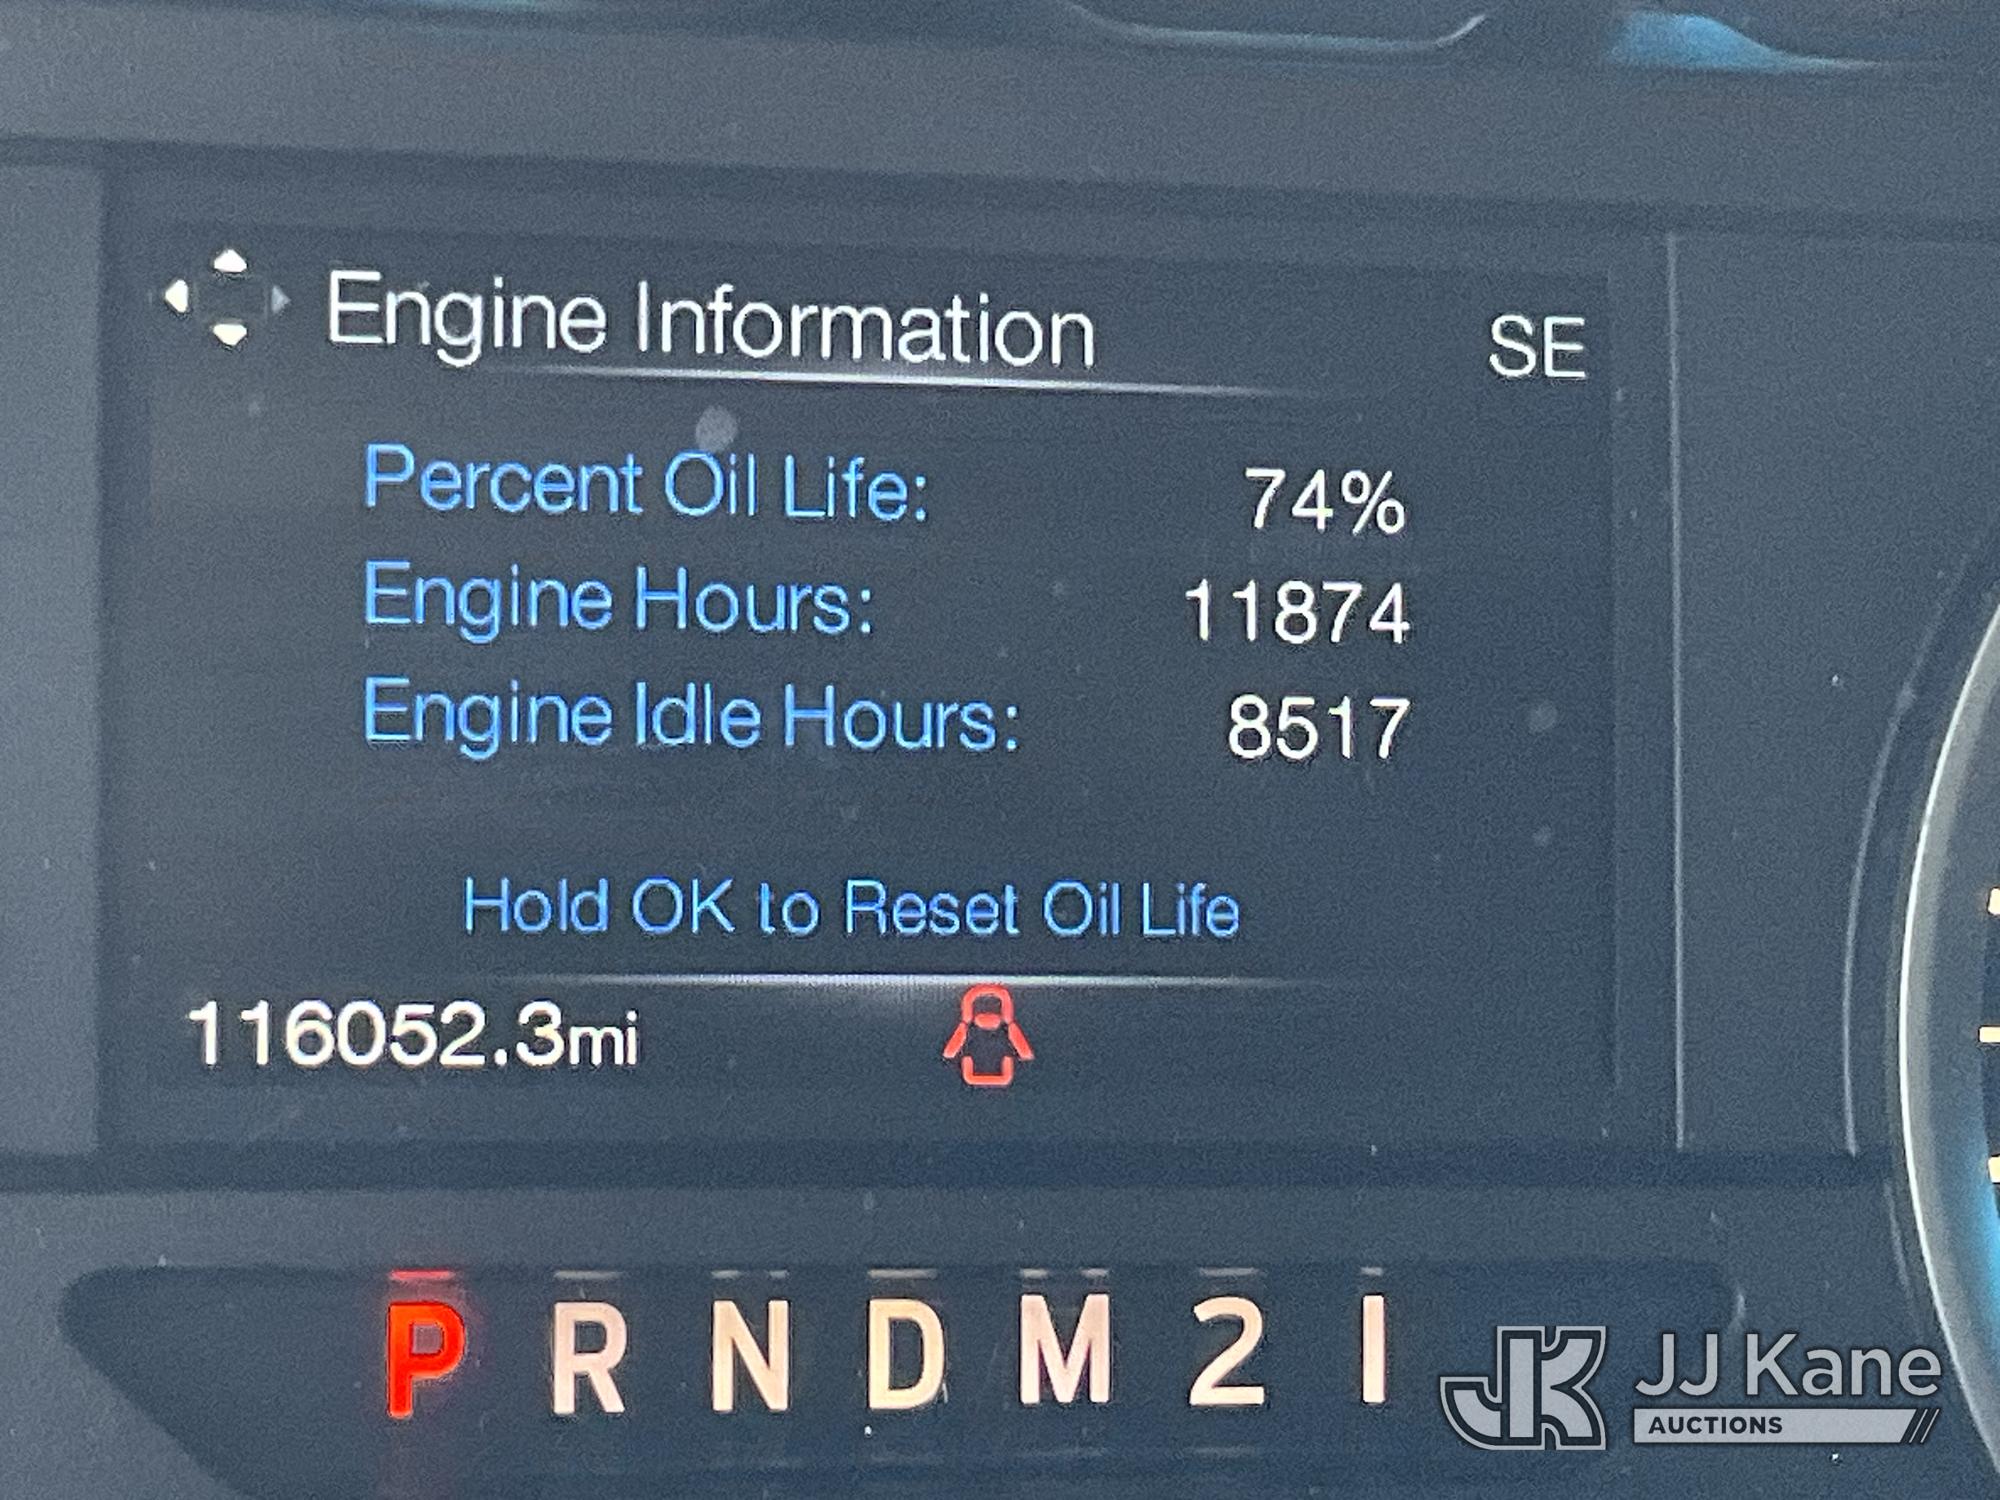 Engine Information SE
Percent Oil Life: 74%
Engine Hours: 11874
Engine Idle Hours: 8517
Hold OK to Reset Oil Life
116052.3mi
P R N D M 2 1
JK JJ Kane
AUCTIONS